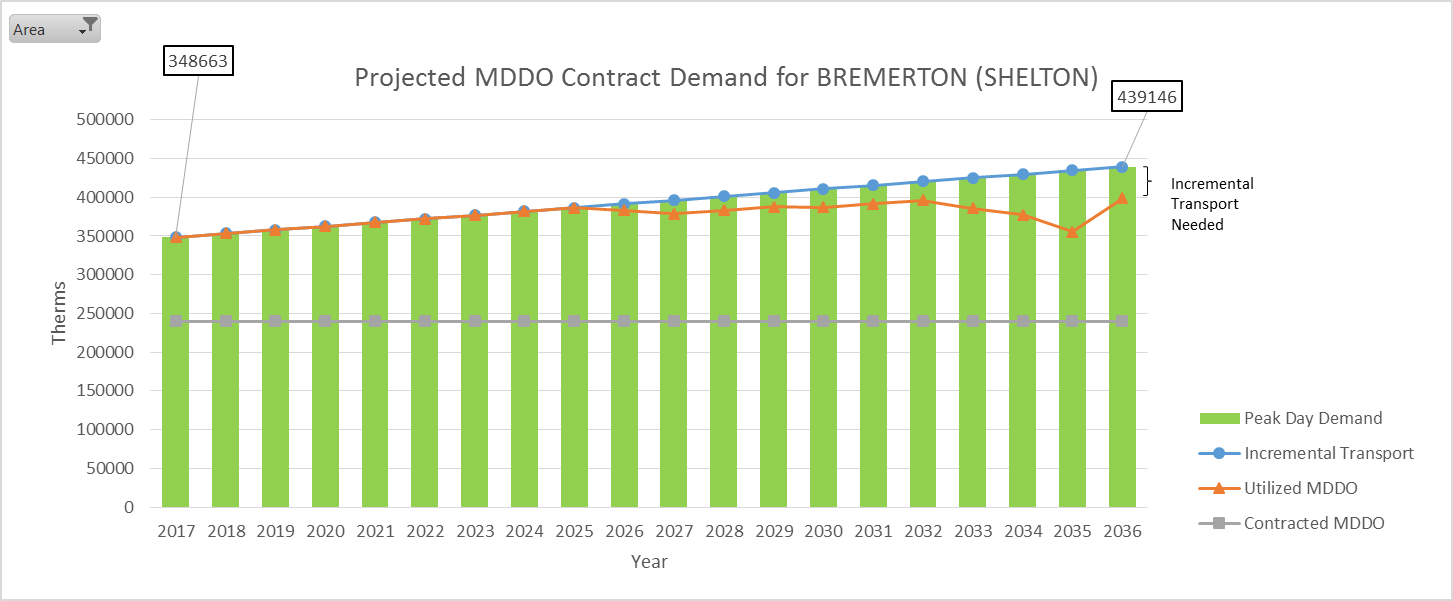 Area
348663
Projected MDDO Contract Demand for BREMERTON (SHELTON)
439146
500000
450000
400000
350000
300000
250000
200000
150000
100000
50000
0
Therms
Incremental
Transport
Needed
Peak Day Demand
Incremental Transport
Utilized MDDO
Contracted MDDO
2017 2018 2019 2020 2021 2022 2023 2024 2025 2026 2027 2028 2029 2030 2031 2032 2033 2034 2035 2036
Year